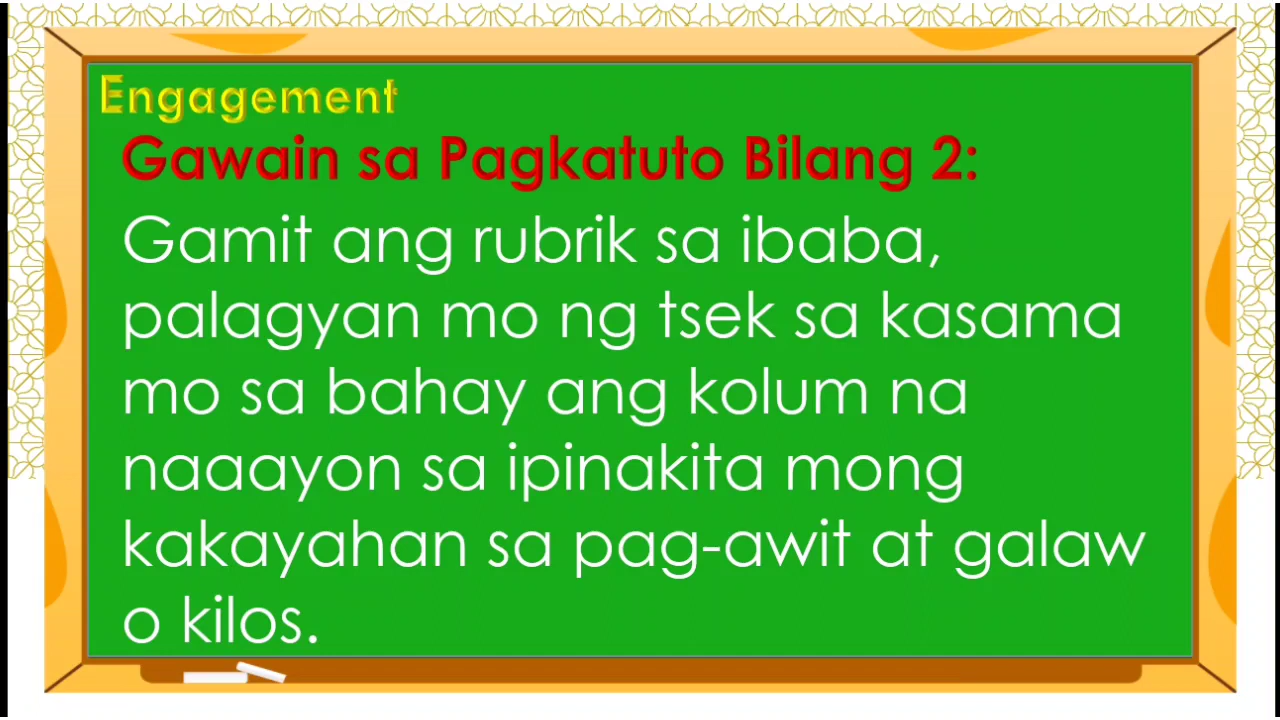 Engagement
Gawain sa Pagkatuto Bilang 2:
Gamit ang rubrik sa ibaba,
palagyan mo ng tsek sa kasama
mo sa bahay ang kolum na
naaayon sa ipinakita mong
kakayahan sa pag-awit at galaw
o kilos.